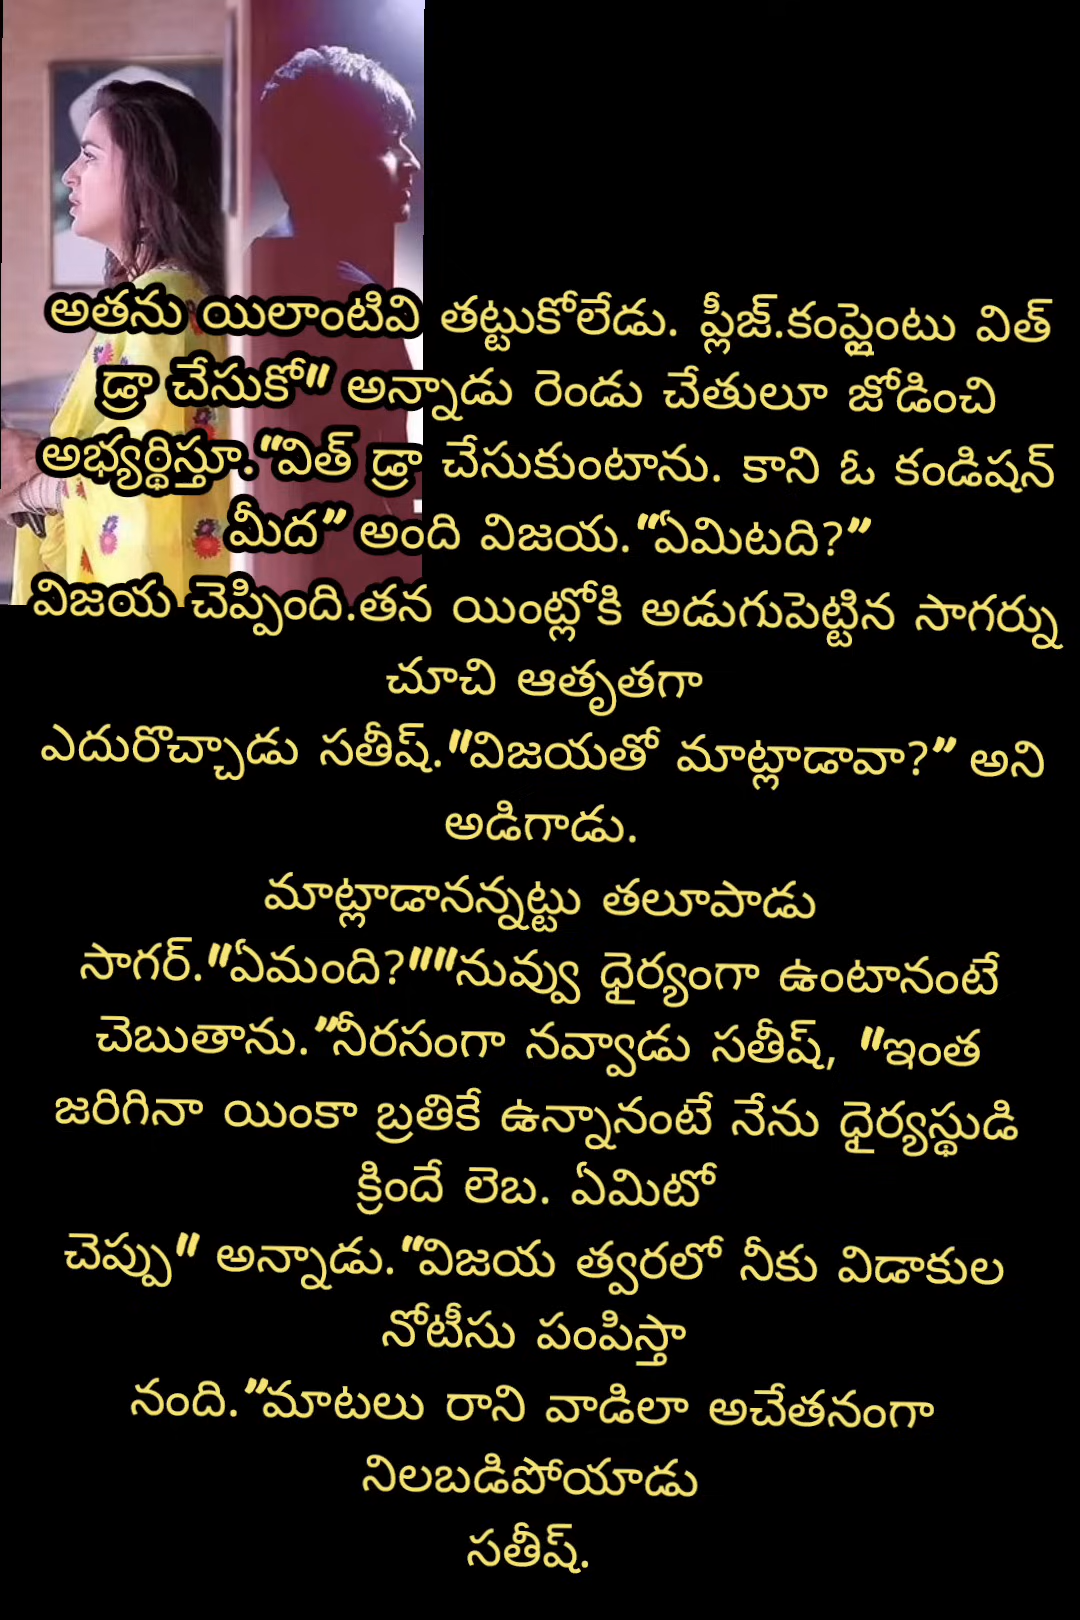 అతను యిలాంటివి తట్టుకోలేడు. ప్లీజ్.కంప్లైంటు విత్
డ్రా చేసుకో" అన్నాడు రెండు చేతులూ జోడించి
అభ్యర్థిస్తూ."విత్ డ్రా చేసుకుంటాను. కాని ఓ కండిషన్
మీద” అంది విజయ."ఏమిటది?”
విజయ చెప్పింది.తన యింట్లోకి అడుగుపెట్టిన సాగర్ను
చూచి ఆతృతగా
ఎదురొచ్చాడు సతీష్."విజయతో మాట్లాడావా?” అని
అడిగాడు.
మాట్లాడానన్నట్టు తలూపాడు
సాగర్."ఏమంది?""నువ్వు ధైర్యంగా ఉంటానంటే
చెబుతాను.”నీరసంగా నవ్వాడు సతీష్, "ఇంత
జరిగినా యింకా బ్రతికే ఉన్నానంటే నేను ధైర్యస్థుడి
క్రిందే లెబ. ఏమిటో
చెప్పు" అన్నాడు."విజయ త్వరలో నీకు విడాకుల
నోటీసు పంపిస్తా
నంది.”మాటలు రాని వాడిలా అచేతనంగా
నిలబడిపోయాడు
సతీష్.